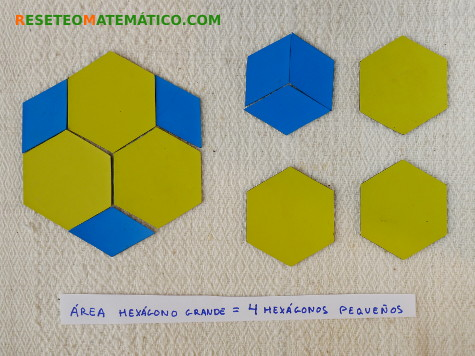 RESETEOMATEMÁTICO.COM
ÁREA HEXÁGONO GRANDE = 4 HEXÁGONOS PEQUEÑOS